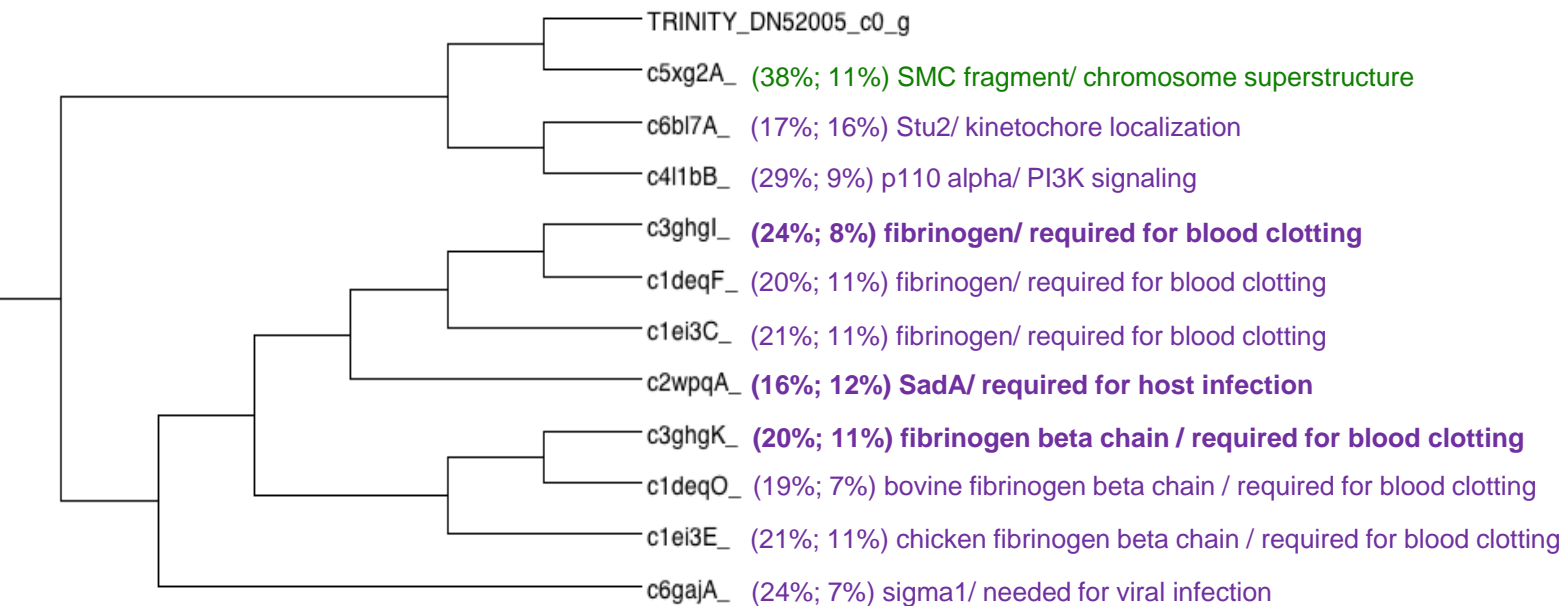 TRINITY_DN52005_c0_g
c5xg2A_ (38%; 11%) SMC fragment/ chromosome superstructure
c6bl7A_ (17%; 16%) Stu2/ kinetochore localization
c4l1bB_ (29%; 9%) p110 alpha/ PI3K signaling
c3ghgI_ (24%; 8%) fibrinogen/ required for blood clotting
c1deqF_ (20%; 11%) fibrinogen/ required for blood clotting
c1ei3C_ (21%; 11%) fibrinogen/ required for blood clotting
c2wpqA_ (16%; 12%) SadA/ required for host infection
c3ghgK_ (20%; 11%) fibrinogen beta chain / required for blood clotting
c1deqO_ (19%; 7%) bovine fibrinogen beta chain / required for blood clotting
c1ei3E_ (21%; 11%) chicken fibrinogen beta chain / required for blood clotting
c6gajA_ (24%; 7%) sigma1/ needed for viral infection